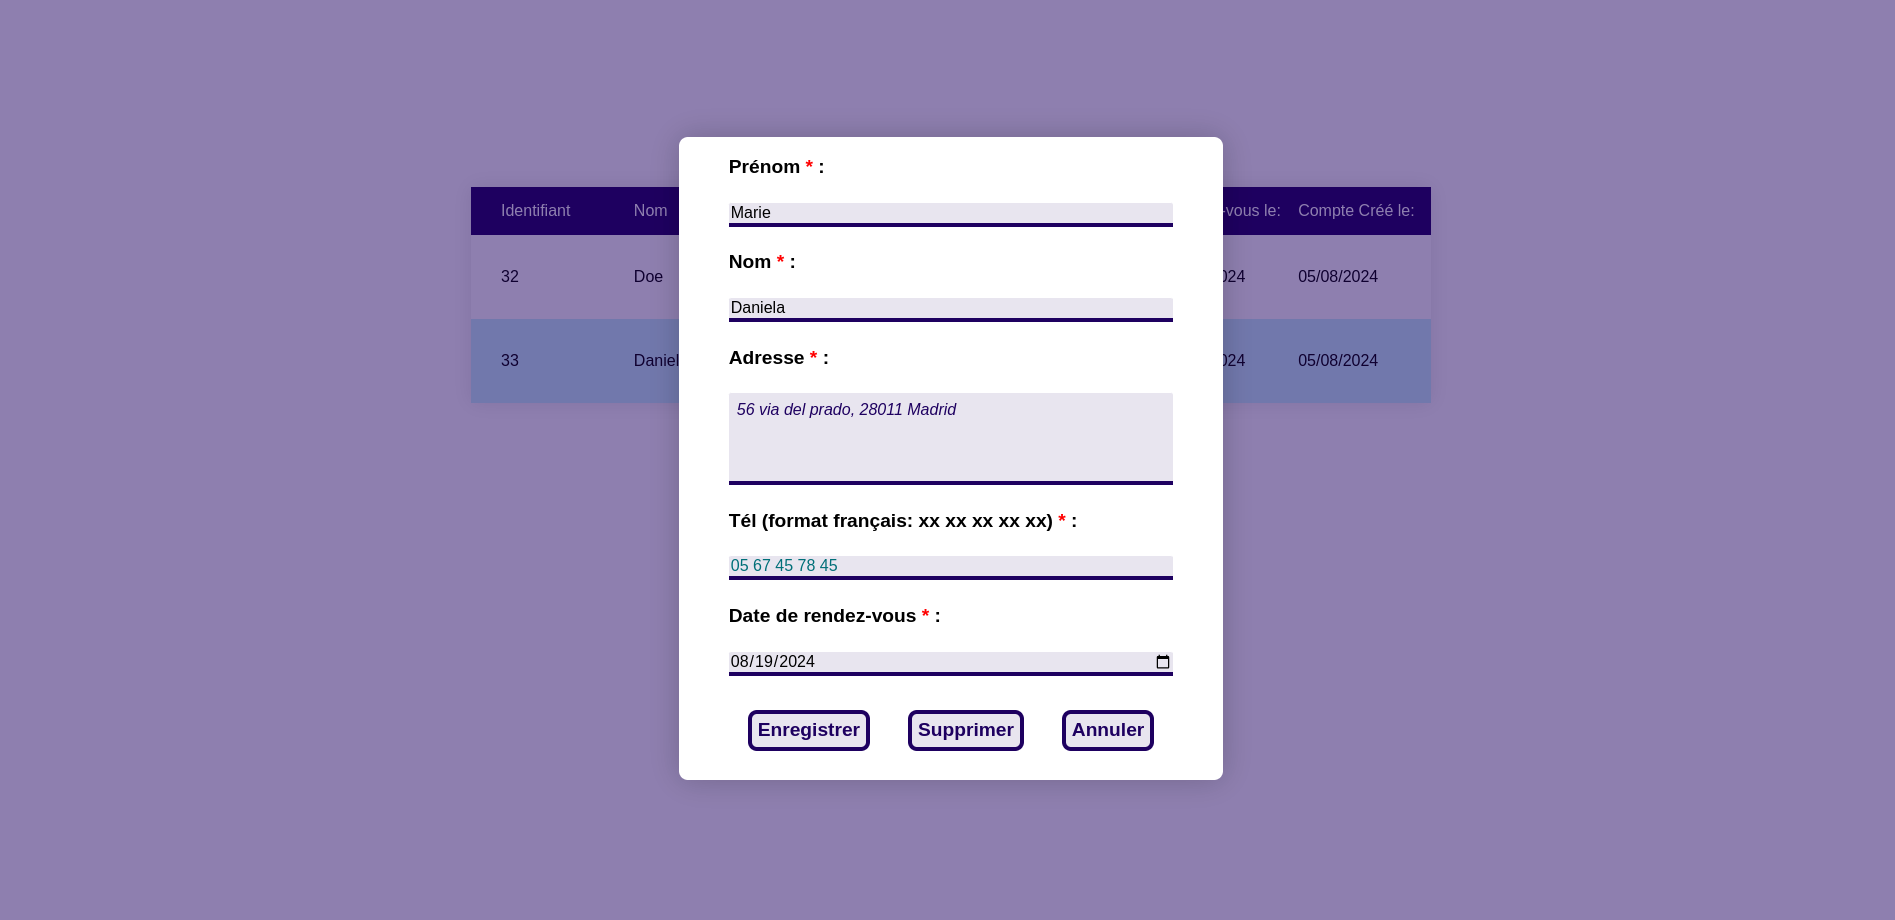 Prénom * :
Marie
Nom * :
Daniela
Adresse * :
56 via del prado, 28011 Madrid
Tél (format français: xx xx xx xx xx) * :
05 67 45 78 45
Date de rendez-vous * :
08/19/2024
Enregistrer Supprimer Annuler
Identifiant Nom -vous le: Compte Créé le:
32 Doe 024 05/08/2024
33 Daniel 024 05/08/2024